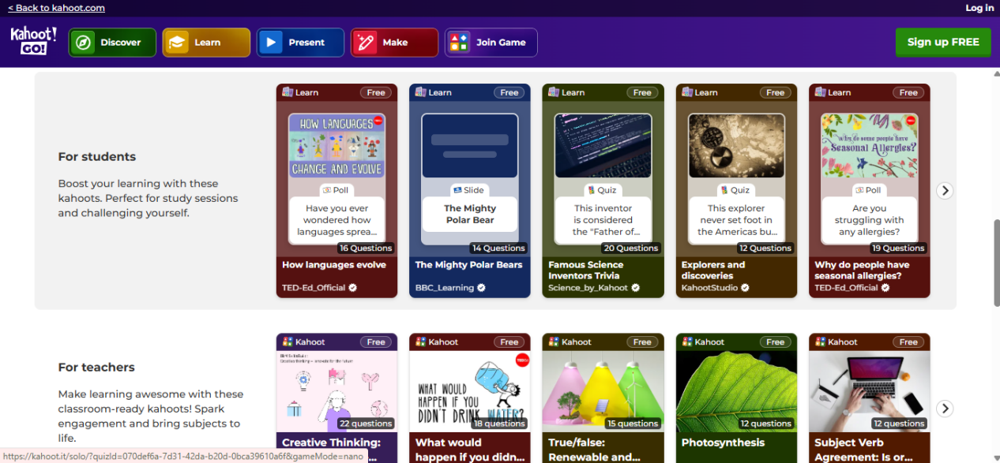 < Back to kahoot.com
Log in
Kahoot!
GO!
Discover
Learn
Present
Make
Join Game
Sign up FREE
For students
Boost your learning with these
kahoots. Perfect for study sessions
and challenging yourself.
Learn
Free
HOW LANGUAGES
CHANGE AND EVOLVE
Poll
Have you ever
wondered how
languages sprea...
16 Questions
How languages evolve
TED-Ed_Official
Learn
Free
Slide
The Mighty
Polar Bear
14 Questions
The Mighty Polar Bears
BBC_Learning
Learn
Free
Quiz
This inventor
is considered
the "Father of...
20 Questions
Famous Science
Inventors Trivia
Science_by_Kahoot
Learn
Free
Quiz
This explorer
never set foot in
the Americas bu...
12 Questions
Explorers and
discoveries
KahootStudio
Learn
Free
Why do some people have
Seasonal Allergies?
Poll
Are you
struggling with
any allergies?
19 Questions
Why do people have
seasonal allergies?
TED-Ed_Official
For teachers
Make learning awesome with these
classroom-ready kahoots! Spark
engagement and bring subjects to
life.
Kahoot
Free
22 questions
Creative Thinking:
Kahoot
Free
WHAT WOULD
HAPPEN IF YOU
DIDN'T DRINK WATER?
18 questions
What would
happen if you didn...
Kahoot
Free
15 questions
True/false:
Renewable and...
Kahoot
Free
12 questions
Photosynthesis
Kahoot
Free
12 questions
Subject Verb
Agreement: Is or...
https://kahoot.it/solo/?quizId=070def6a-7d31-42da-b20d-0bca39610a6f&gameMode=nano